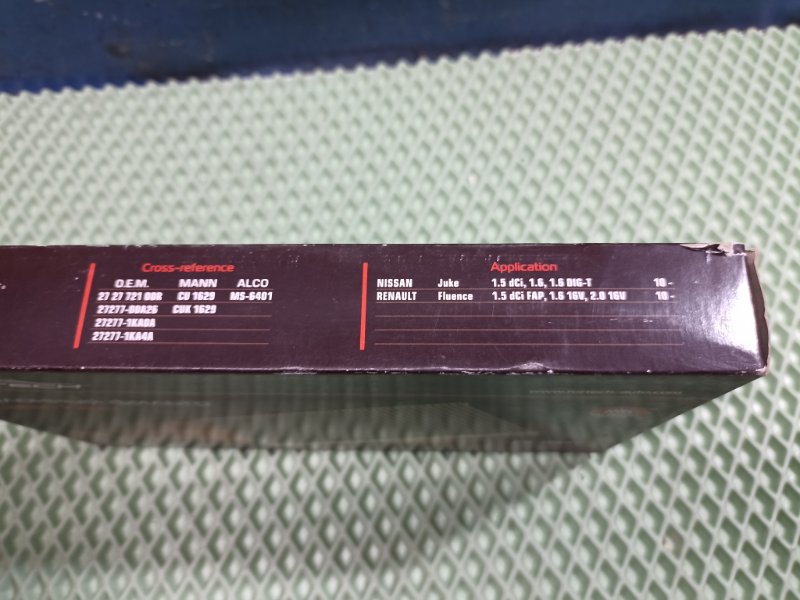 Cross-reference
O.E.M. MANN ALCO
27 27 721 00R CU 1629 MS-6401
27277-00A26 CUK 1629
27277-1KA0A
27277-1KA4A
Application
NISSAN Juke 1.5 dCi, 1.6, 1.6 DIG-T 10 -
RENAULT Fluence 1.5 dCi FAP, 1.6 16V, 2.0 16V 10 -